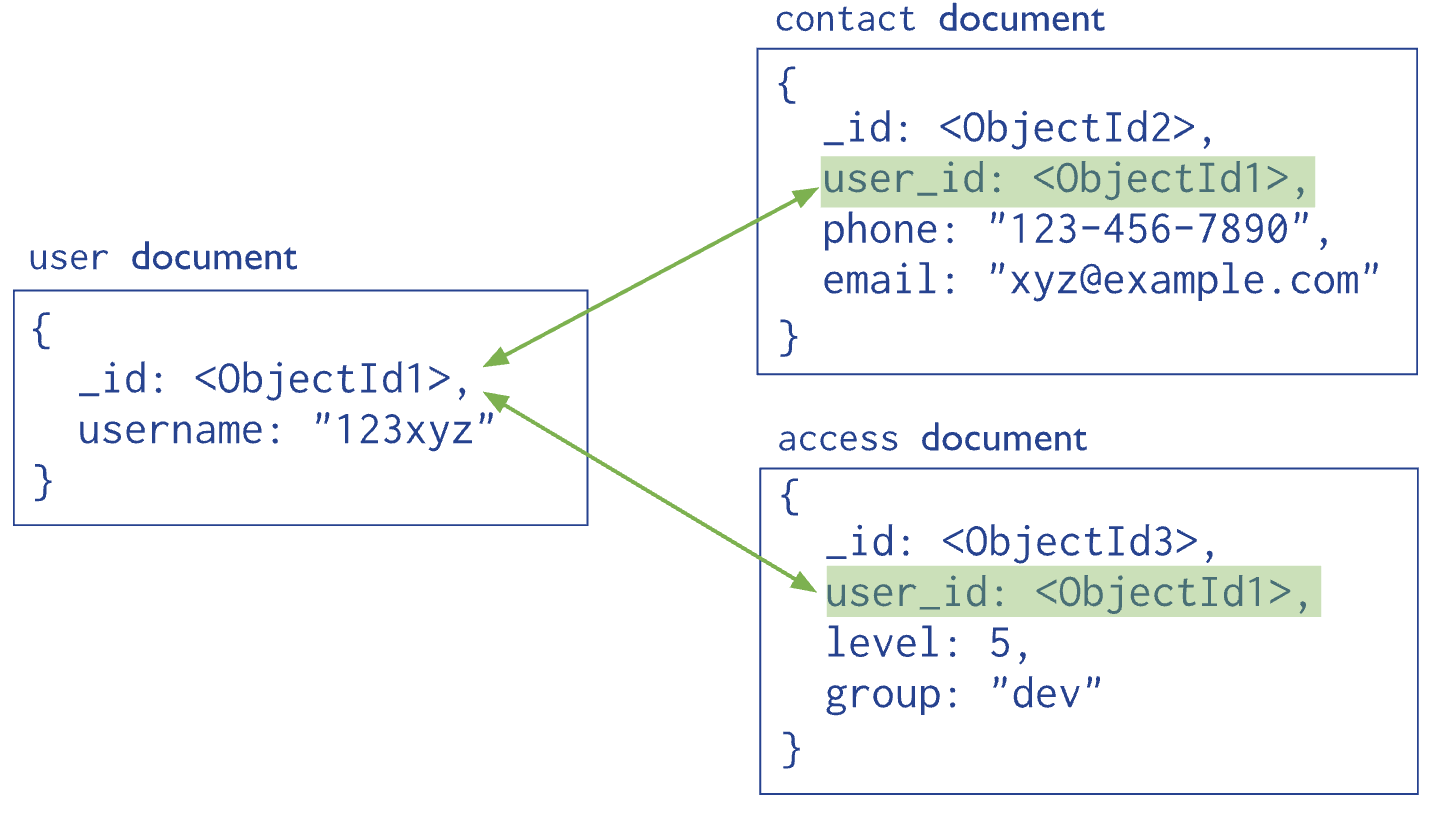 user document
{
_id: <ObjectId1>,
username: "123xyz"
}
contact document
{
_id: <ObjectId2>,
user_id: <ObjectId1>,
phone: "123-456-7890",
email: "xyz@example.com"
}
access document
{
_id: <ObjectId3>,
user_id: <ObjectId1>,
level: 5,
group: "dev"
}